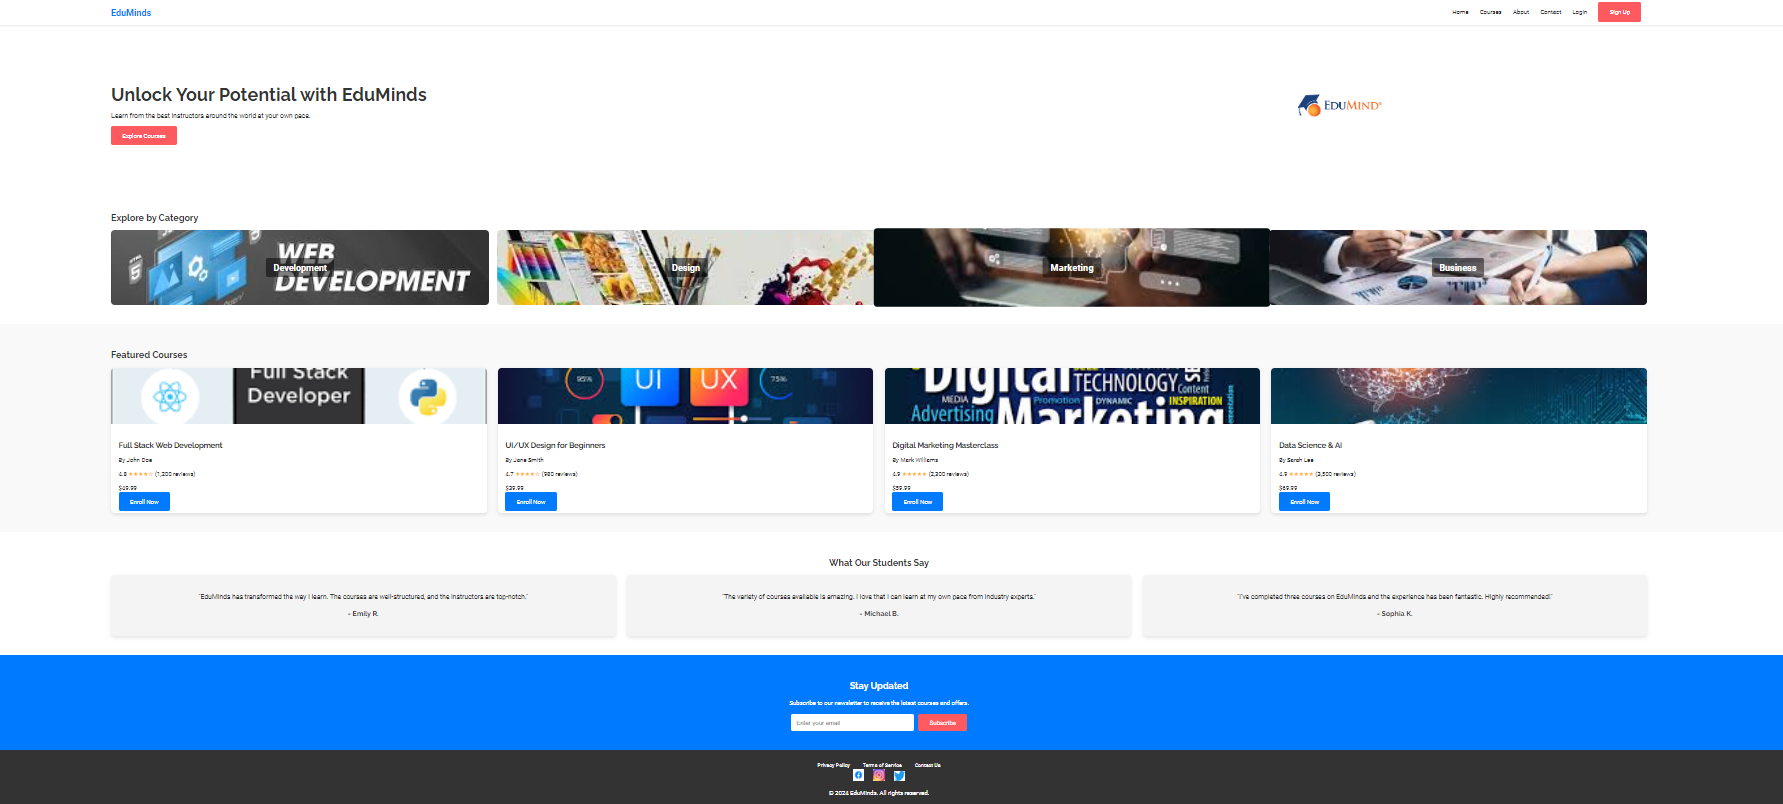 EduMinds
Home Courses About Contact Login Sign Up
Unlock Your Potential with EduMinds
Learn from the best instructors around the world at your own pace.
Explore Courses
EDUMIND
Explore by Category
WEB
DEVELOPMENT
Development
Design
Marketing
Business
Featured Courses
Full Stack
Developer
95%
UI
UX
75%
Digital
TECHNOLOGY
Content
MEDIA
Promotion
DYNAMIC
INSPIRATION
Advertising
Marketing
Full Stack Web Development
By John Doe
4.8 ★★★★☆ (1,200 reviews)
$49.99
Enroll Now
UI/UX Design for Beginners
By Jane Smith
4.7 ★★★★☆ (980 reviews)
$39.99
Enroll Now
Digital Marketing Masterclass
By Mark Williams
4.9 ★★★★★ (2,300 reviews)
$59.99
Enroll Now
Data Science & AI
By Sarah Lee
4.9 ★★★★★ (3,500 reviews)
$69.99
Enroll Now
What Our Students Say
"EduMinds has transformed the way I learn. The courses are well-structured, and the instructors are top-notch."
- Emily R.
"The variety of courses available is amazing. I love that I can learn at my own pace from industry experts."
- Michael B.
"I've completed three courses on EduMinds and the experience has been fantastic. Highly recommended!"
- Sophia K.
Stay Updated
Subscribe to our newsletter to receive the latest courses and offers.
Enter your email
Subscribe
Privacy Policy Terms of Service Contact Us
© 2024 EduMinds. All rights reserved.